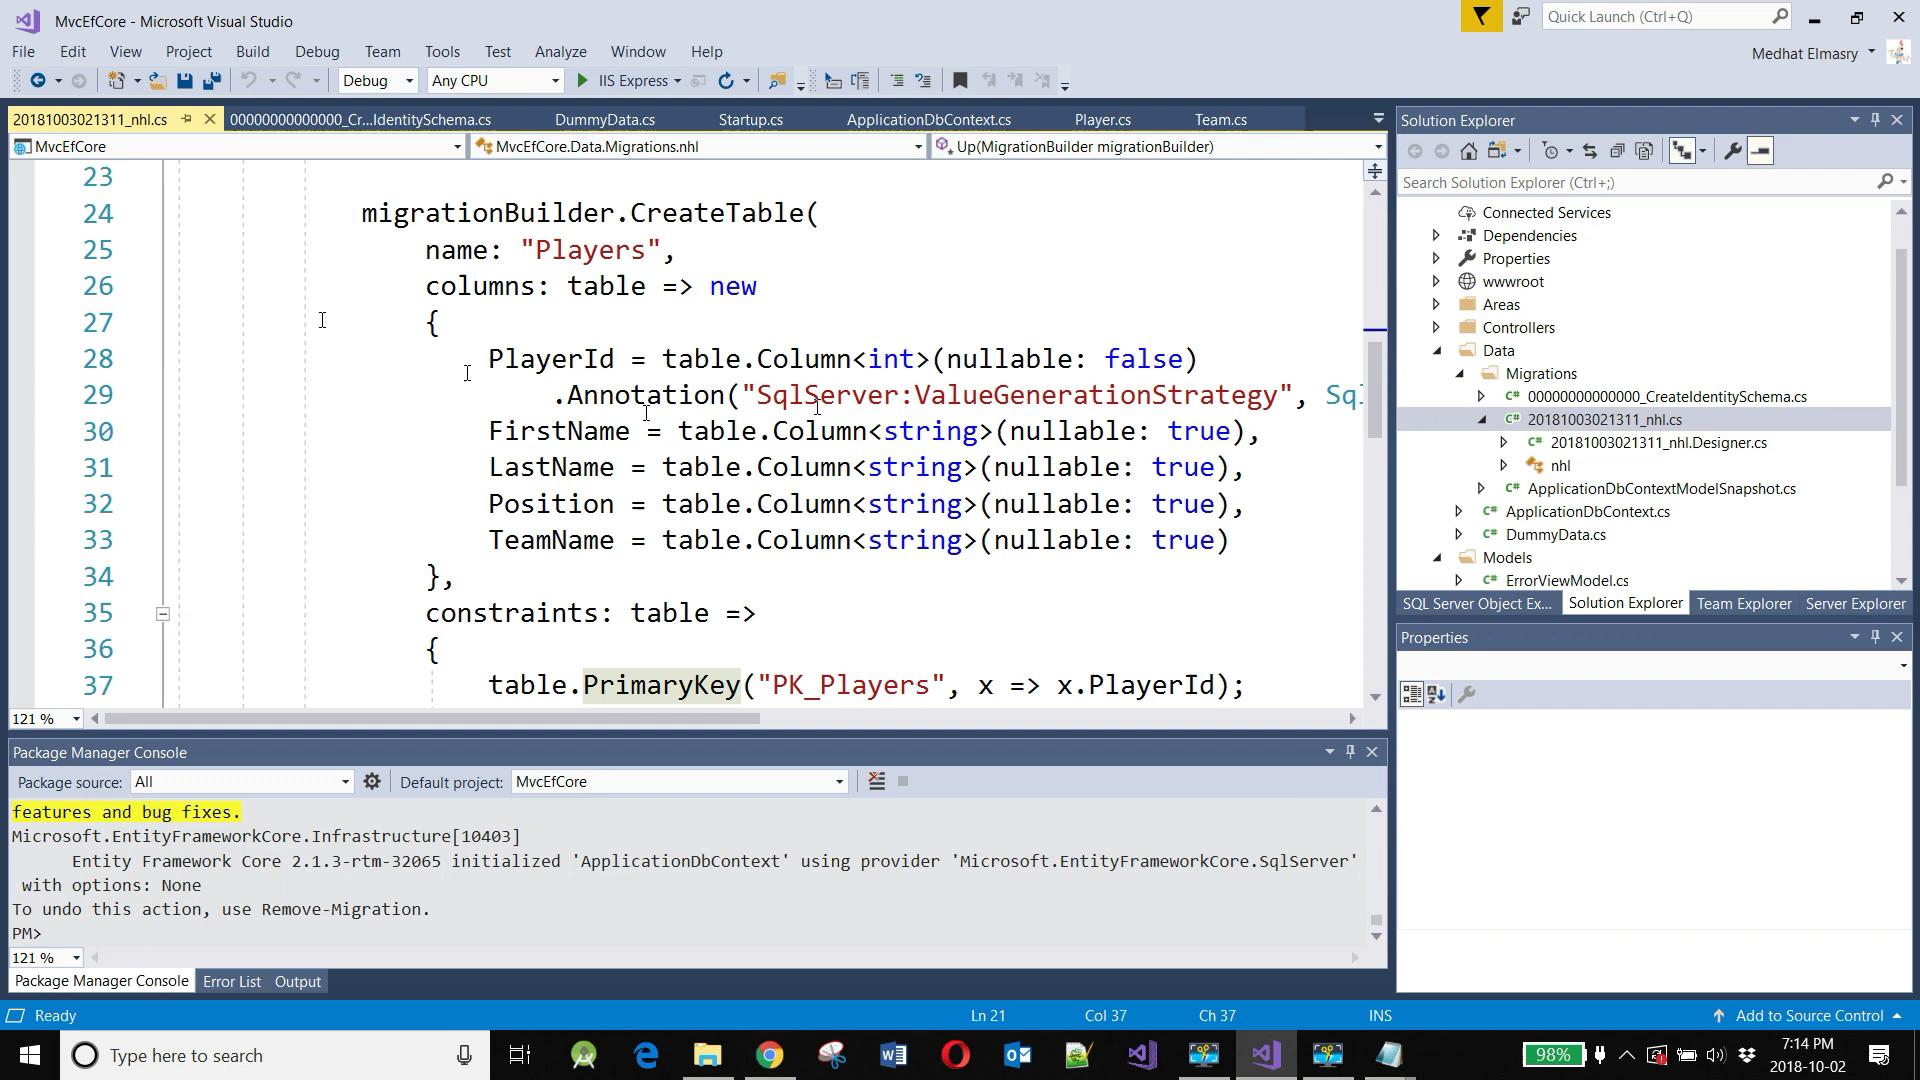 MvcEfCore - Microsoft Visual Studio
Quick Launch (Ctrl+Q)
File Edit View Project Build Debug Team Tools Test Analyze Window Help
Medhat Elmasry
Debug Any CPU IIS Express
20181003021311_nhl.cs 00000000000000_Cr...IdentitySchema.cs DummyData.cs Startup.cs ApplicationDbContext.cs Player.cs Team.cs
MvcEfCore MvcEfCore.Data.Migrations.nhl Up(MigrationBuilder migrationBuilder)
23
24 migrationBuilder.CreateTable(
25 name: "Players",
26 columns: table => new
27 {
28 PlayerId = table.Column<int>(nullable: false)
29 .Annotation("SqlServer:ValueGenerationStrategy", Sql
30 FirstName = table.Column<string>(nullable: true),
31 LastName = table.Column<string>(nullable: true),
32 Position = table.Column<string>(nullable: true),
33 TeamName = table.Column<string>(nullable: true)
34 },
35 constraints: table =>
36 {
37 table.PrimaryKey("PK_Players", x => x.PlayerId);
121 %
Solution Explorer
Search Solution Explorer (Ctrl+;)
Connected Services
Dependencies
Properties
wwwroot
Areas
Controllers
Data
Migrations
00000000000000_CreateIdentitySchema.cs
20181003021311_nhl.cs
20181003021311_nhl.Designer.cs
nhl
ApplicationDbContextModelSnapshot.cs
ApplicationDbContext.cs
DummyData.cs
Models
ErrorViewModel.cs
SQL Server Object Ex... Solution Explorer Team Explorer Server Explorer
Properties
Package Manager Console
Package source: All Default project: MvcEfCore
features and bug fixes.
Microsoft.EntityFrameworkCore.Infrastructure[10403]
Entity Framework Core 2.1.3-rtm-32065 initialized 'ApplicationDbContext' using provider 'Microsoft.EntityFrameworkCore.SqlServer'
with options: None
To undo this action, use Remove-Migration.
PM>
121 %
Package Manager Console Error List Output
Ready Ln 21 Col 37 Ch 37 INS Add to Source Control
Type here to search
98%
7:14 PM
2018-10-02